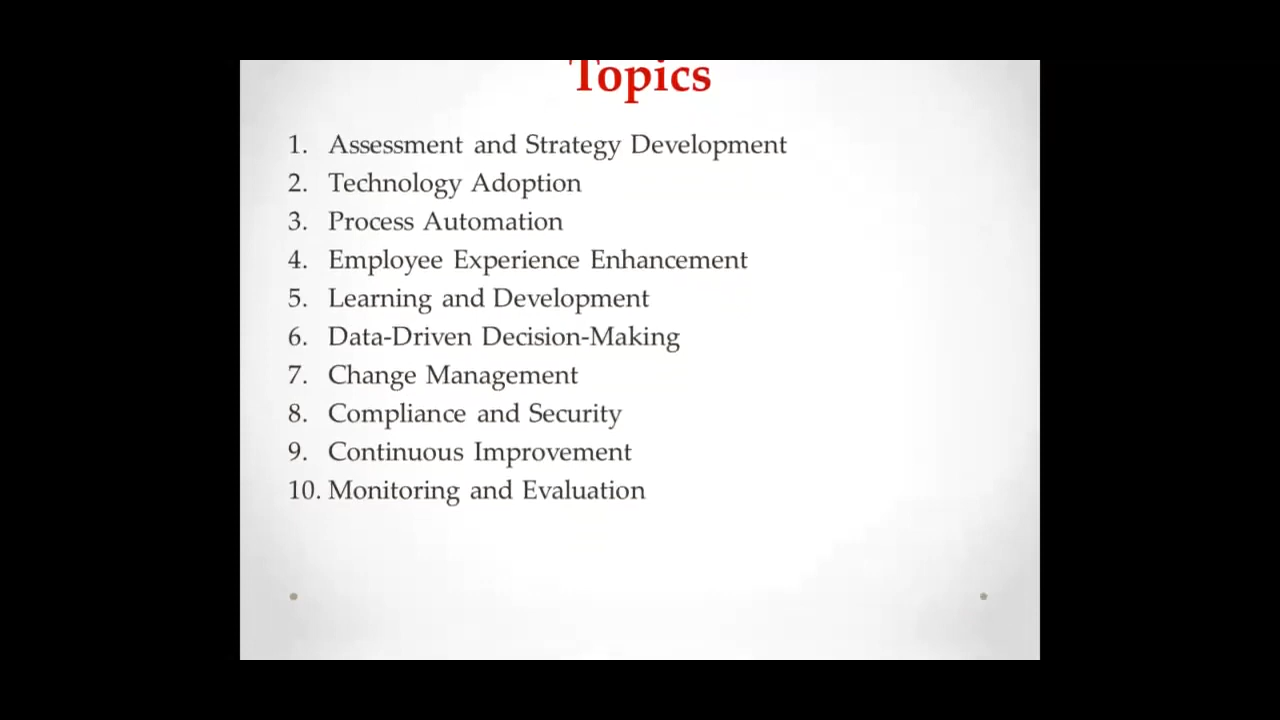 Topics
1. Assessment and Strategy Development
2. Technology Adoption
3. Process Automation
4. Employee Experience Enhancement
5. Learning and Development
6. Data-Driven Decision-Making
7. Change Management
8. Compliance and Security
9. Continuous Improvement
10. Monitoring and Evaluation